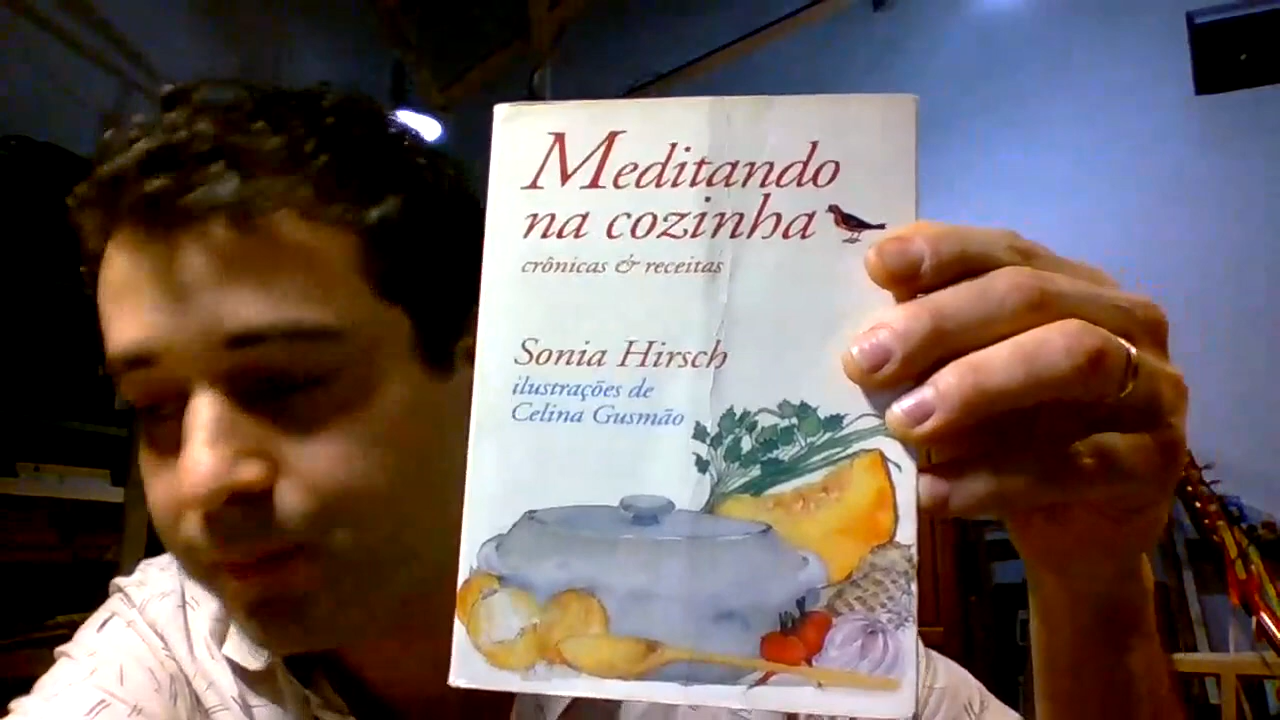 Meditando
na cozinha
crônicas & receitas
Sonia Hirsch
ilustrações de
Celina Gusmão